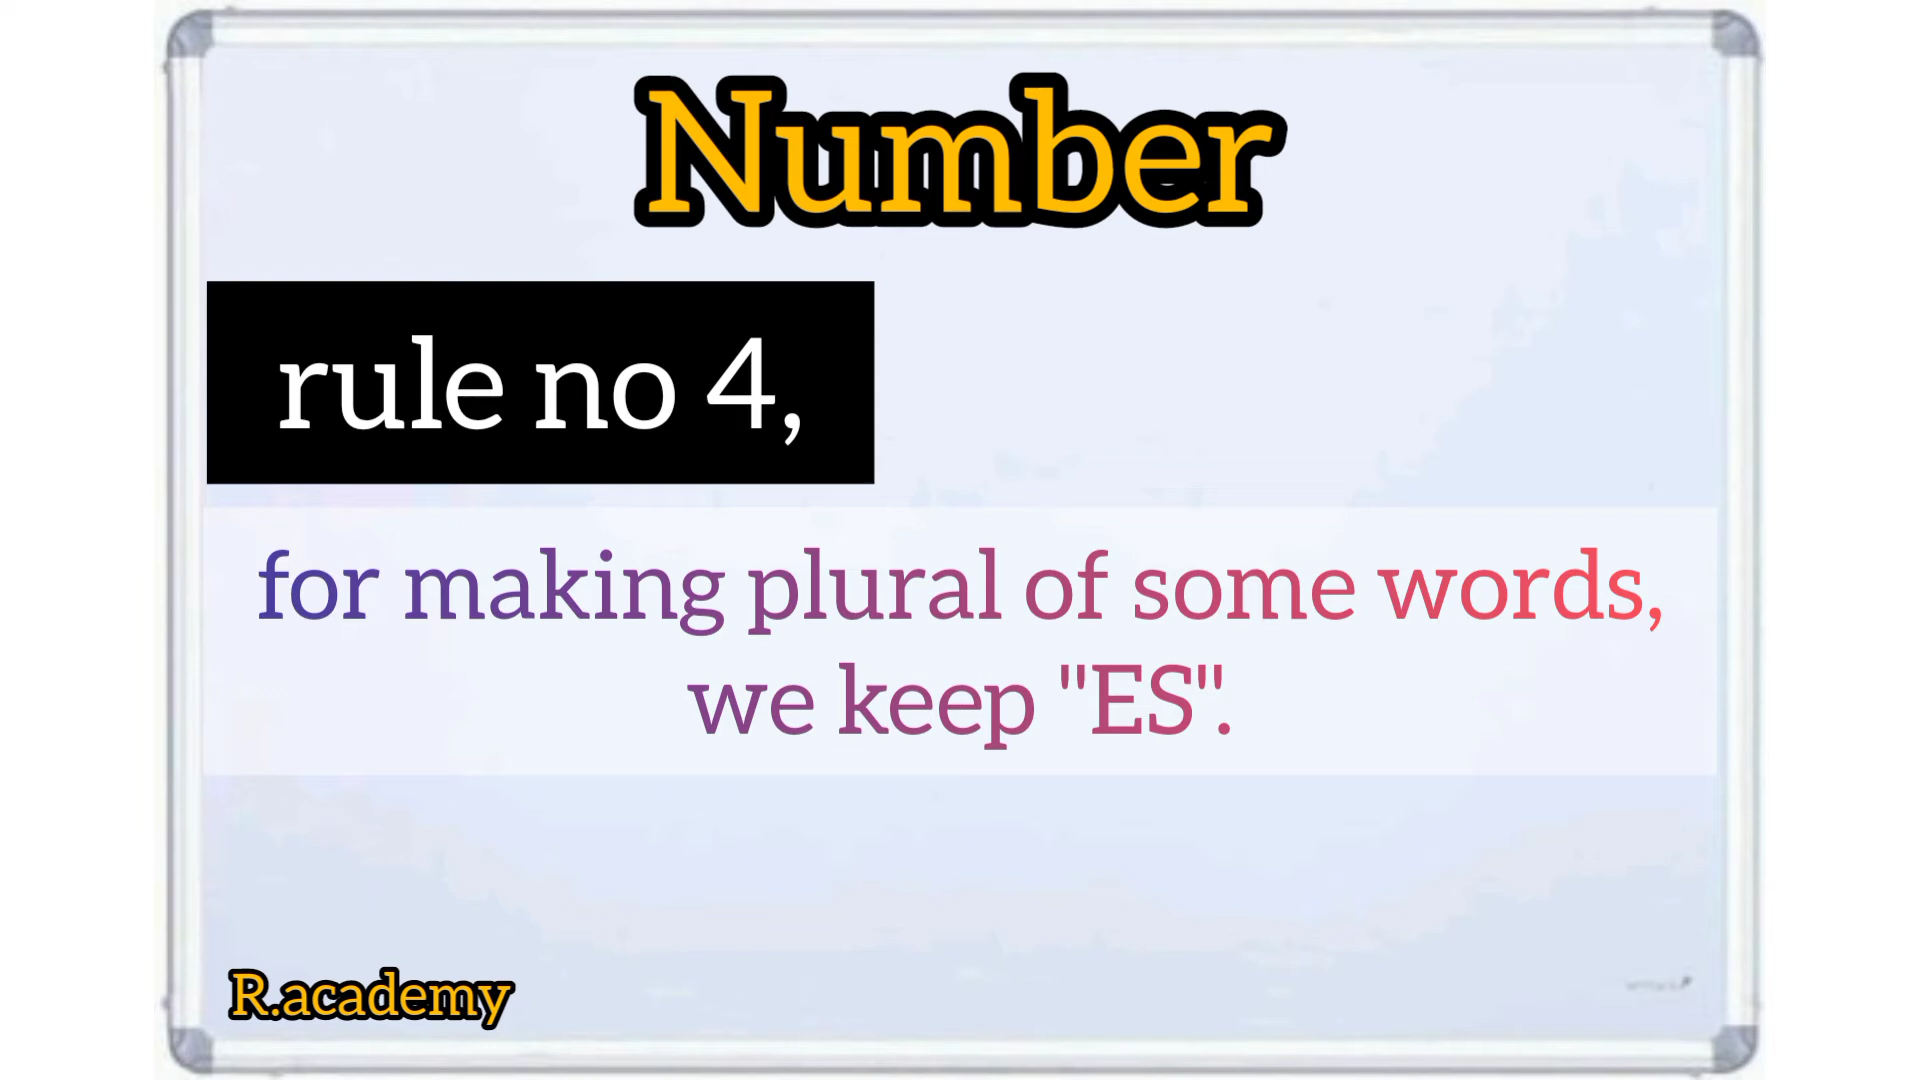 Number
rule no 4,
for making plural of some words,
we keep "ES".
R.academy